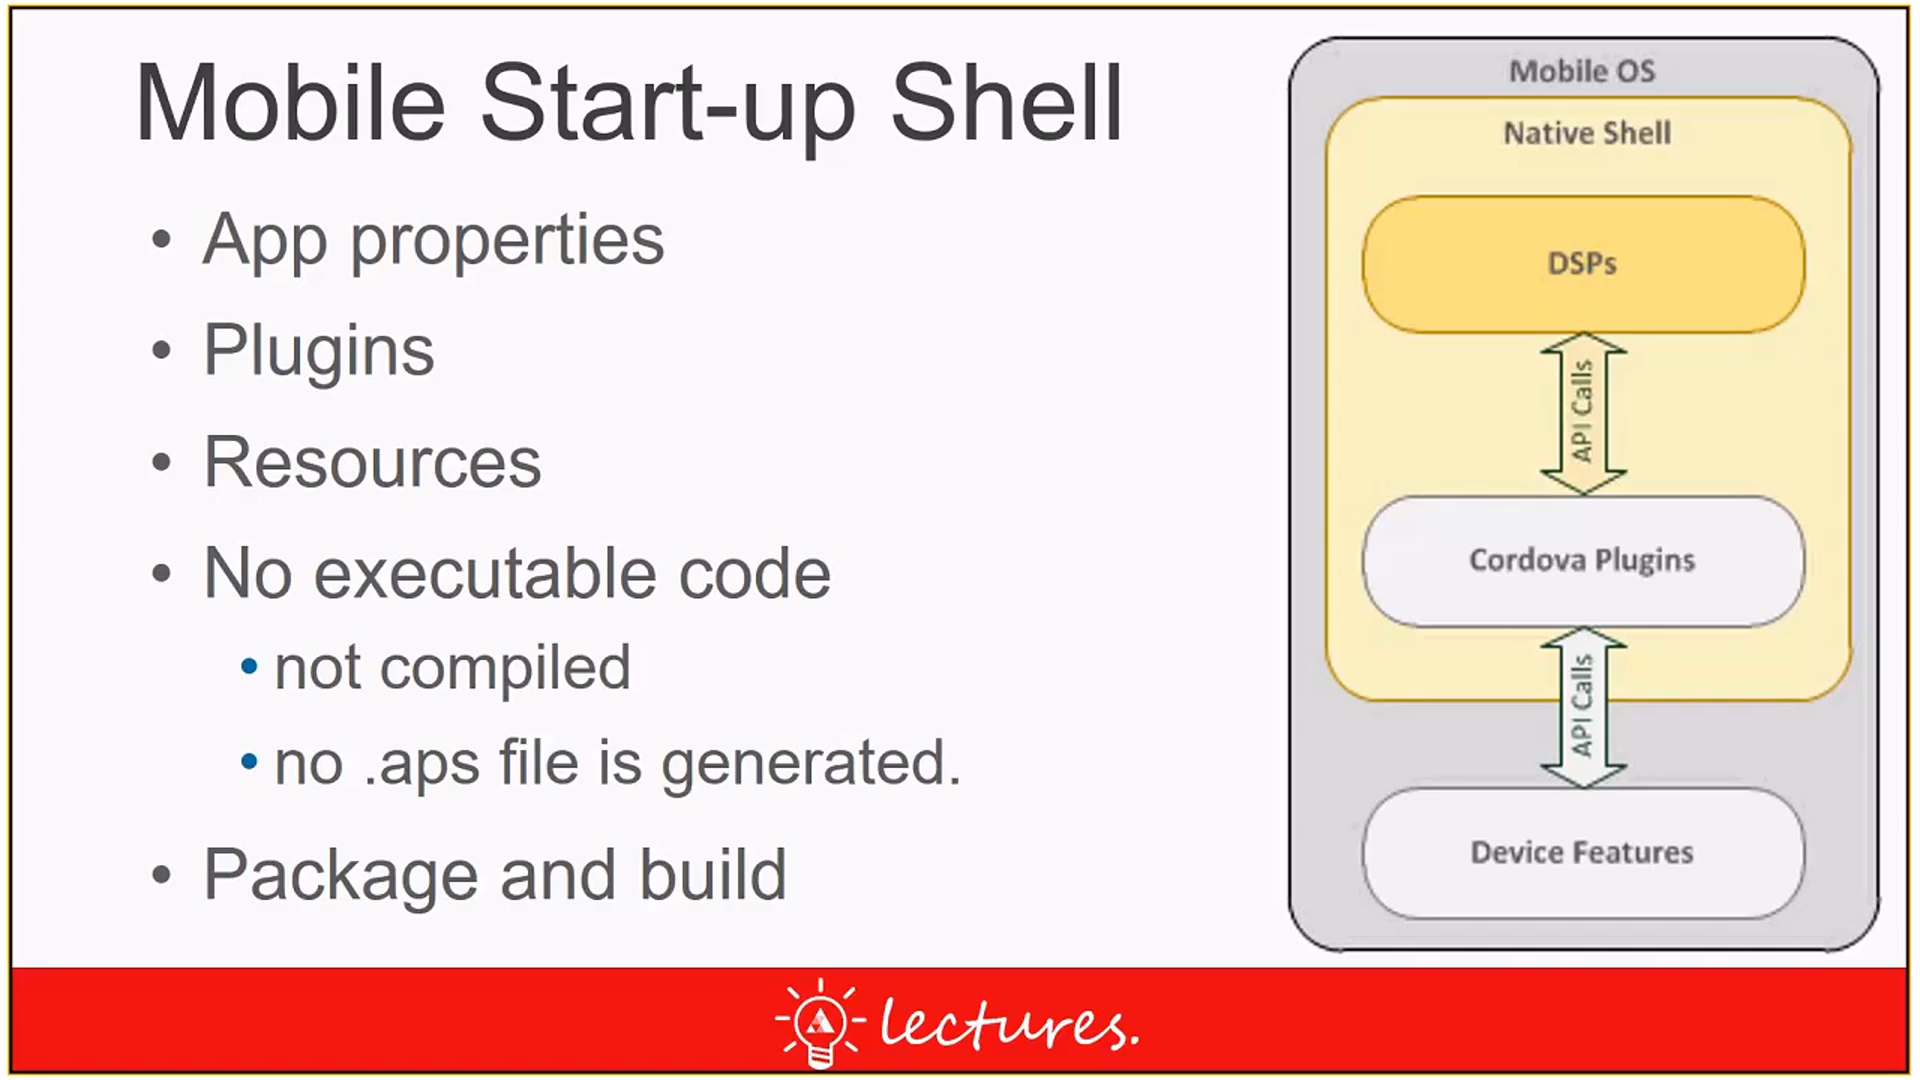 Mobile Start-up Shell
• App properties
• Plugins
• Resources
• No executable code
• not compiled
• no .aps file is generated.
• Package and build
Mobile OS
Native Shell
DSPs
API Calls
Cordova Plugins
API Calls
Device Features
lectures.